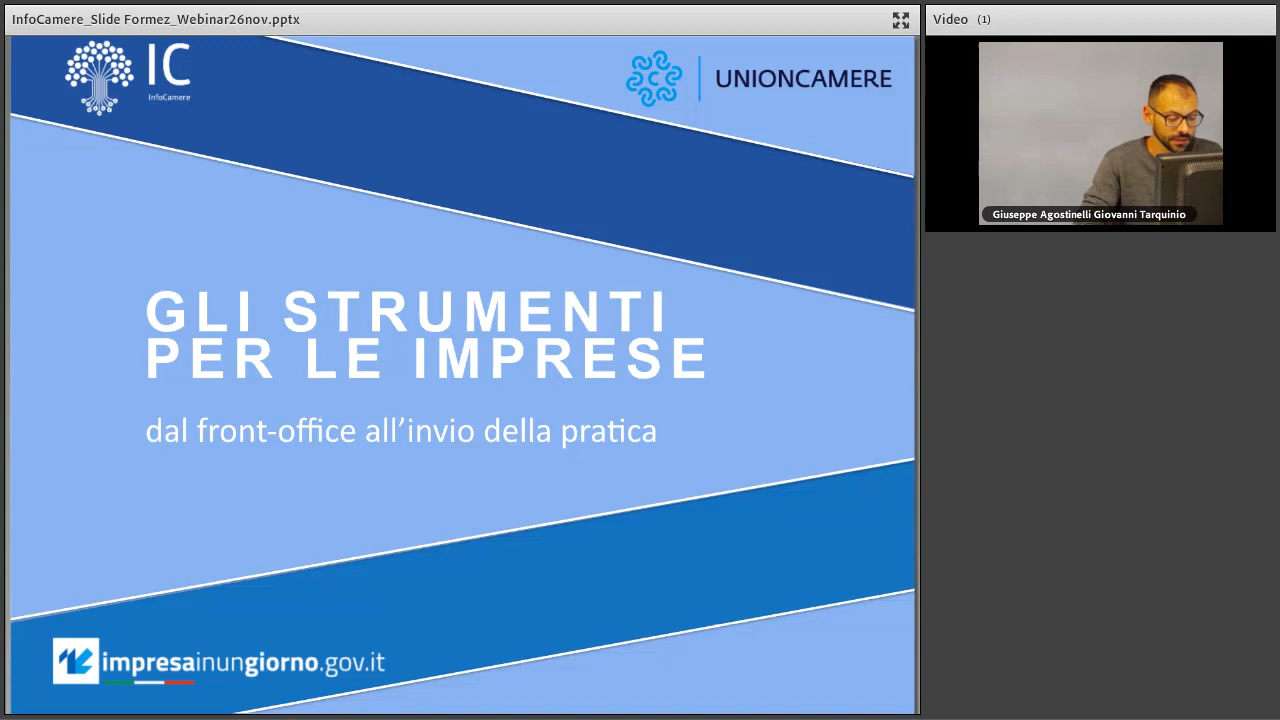 InfoCamere_Slide Formez_Webinar26nov.pptx
Video (1)
IC
InfoCamere
UNIONCAMERE
GLI STRUMENTI
PER LE IMPRESE
dal front-office all’invio della pratica
impresainungiorno.gov.it
Giuseppe Agostinelli Giovanni Tarquinio